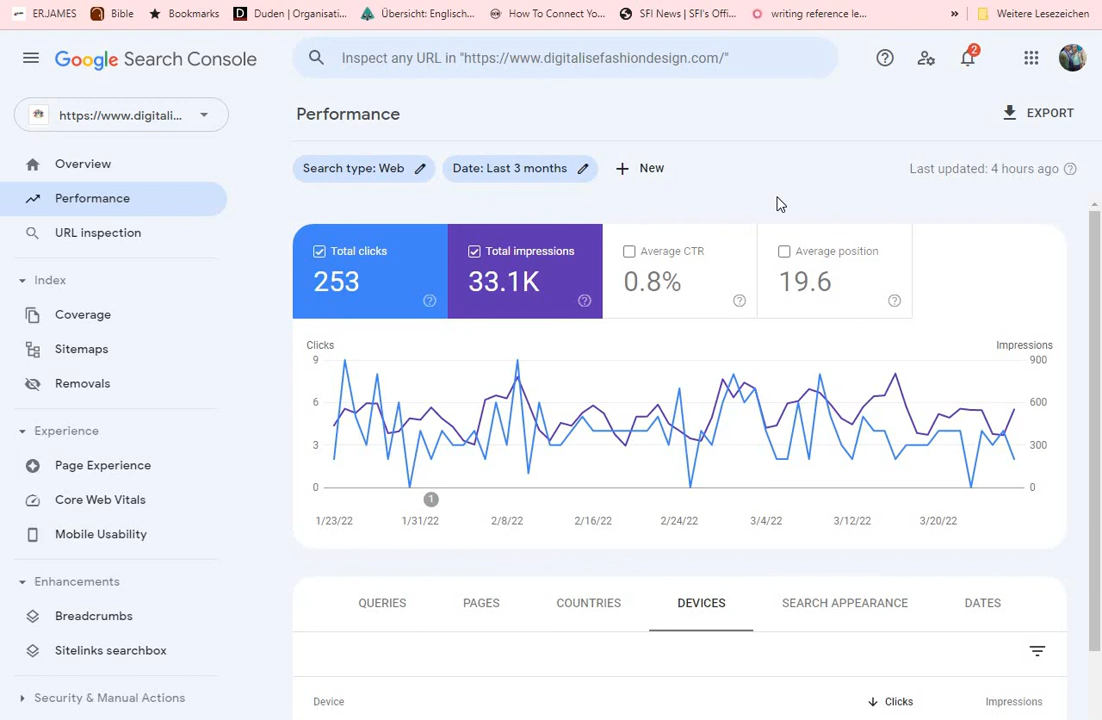 ERJAMES
Bible
Bookmarks
Duden | Organisati...
Übersicht: Englisch...
How To Connect Yo...
SFI News | SFI's Offi...
writing reference le...
»
Weitere Lesezeichen
Google Search Console
Inspect any URL in "https://www.digitalisefashiondesign.com/"
2
https://www.digitali...
Performance
EXPORT
Search type: Web
Date: Last 3 months
New
Last updated: 4 hours ago
Overview
Performance
URL inspection
Index
Coverage
Sitemaps
Removals
Experience
Page Experience
Core Web Vitals
Mobile Usability
Enhancements
Breadcrumbs
Sitelinks searchbox
Security & Manual Actions
Total clicks
253
Total impressions
33.1K
Average CTR
0.8%
Average position
19.6
Clicks
Impressions
9
900
6
600
3
300
0
0
1
1/23/22
1/31/22
2/8/22
2/16/22
2/24/22
3/4/22
3/12/22
3/20/22
QUERIES
PAGES
COUNTRIES
DEVICES
SEARCH APPEARANCE
DATES
Device
Clicks
Impressions